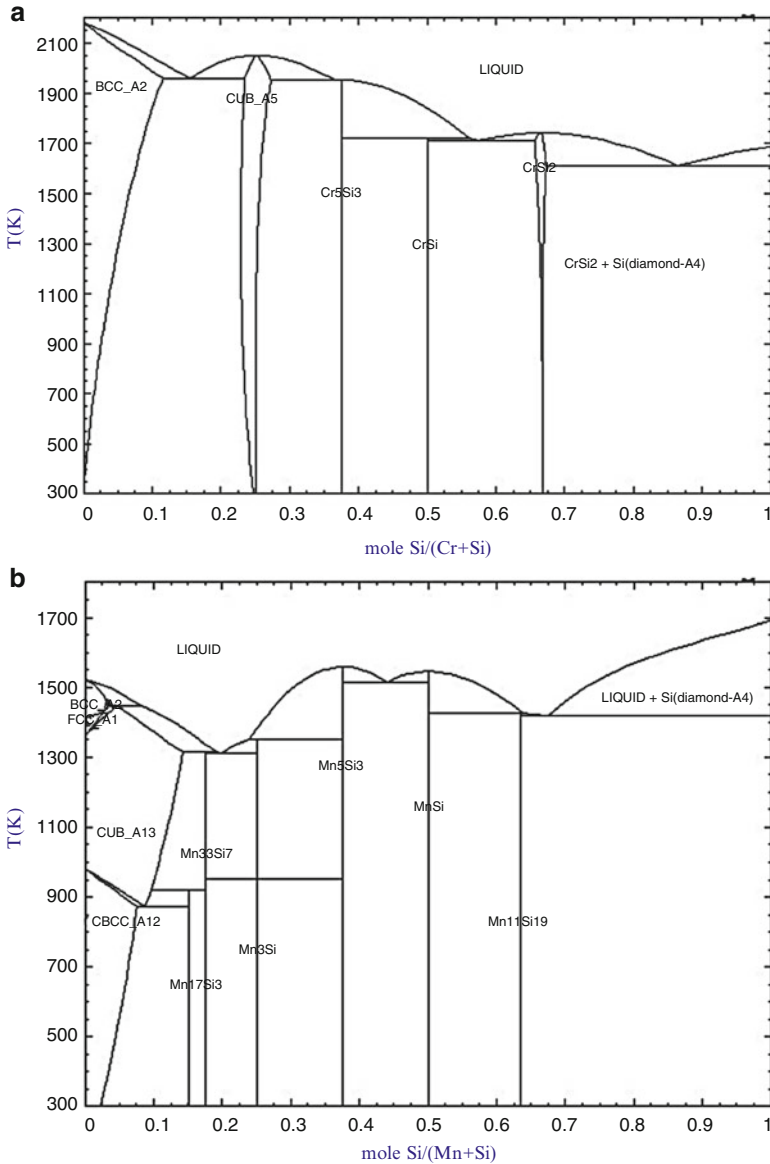 a
2100
1900
1700
1500
1300
1100
900
700
500
300
T(K)
LIQUID
BCC_A2
CUB_A5
Cr5Si3
CrSi
CrSi2
CrSi2 + Si(diamond-A4)
0 0.1 0.2 0.3 0.4 0.5 0.6 0.7 0.8 0.9 1
mole Si/(Cr+Si)
b
1700
1500
1300
1100
900
700
500
300
T(K)
LIQUID
BCC_A2
FCC_A1
LIQUID + Si(diamond-A4)
Mn5Si3
MnSi
CUB_A13
Mn33Si7
CBCC_A12
Mn11Si19
Mn3Si
Mn17Si3
0 0.1 0.2 0.3 0.4 0.5 0.6 0.7 0.8 0.9 1
mole Si/(Mn+Si)